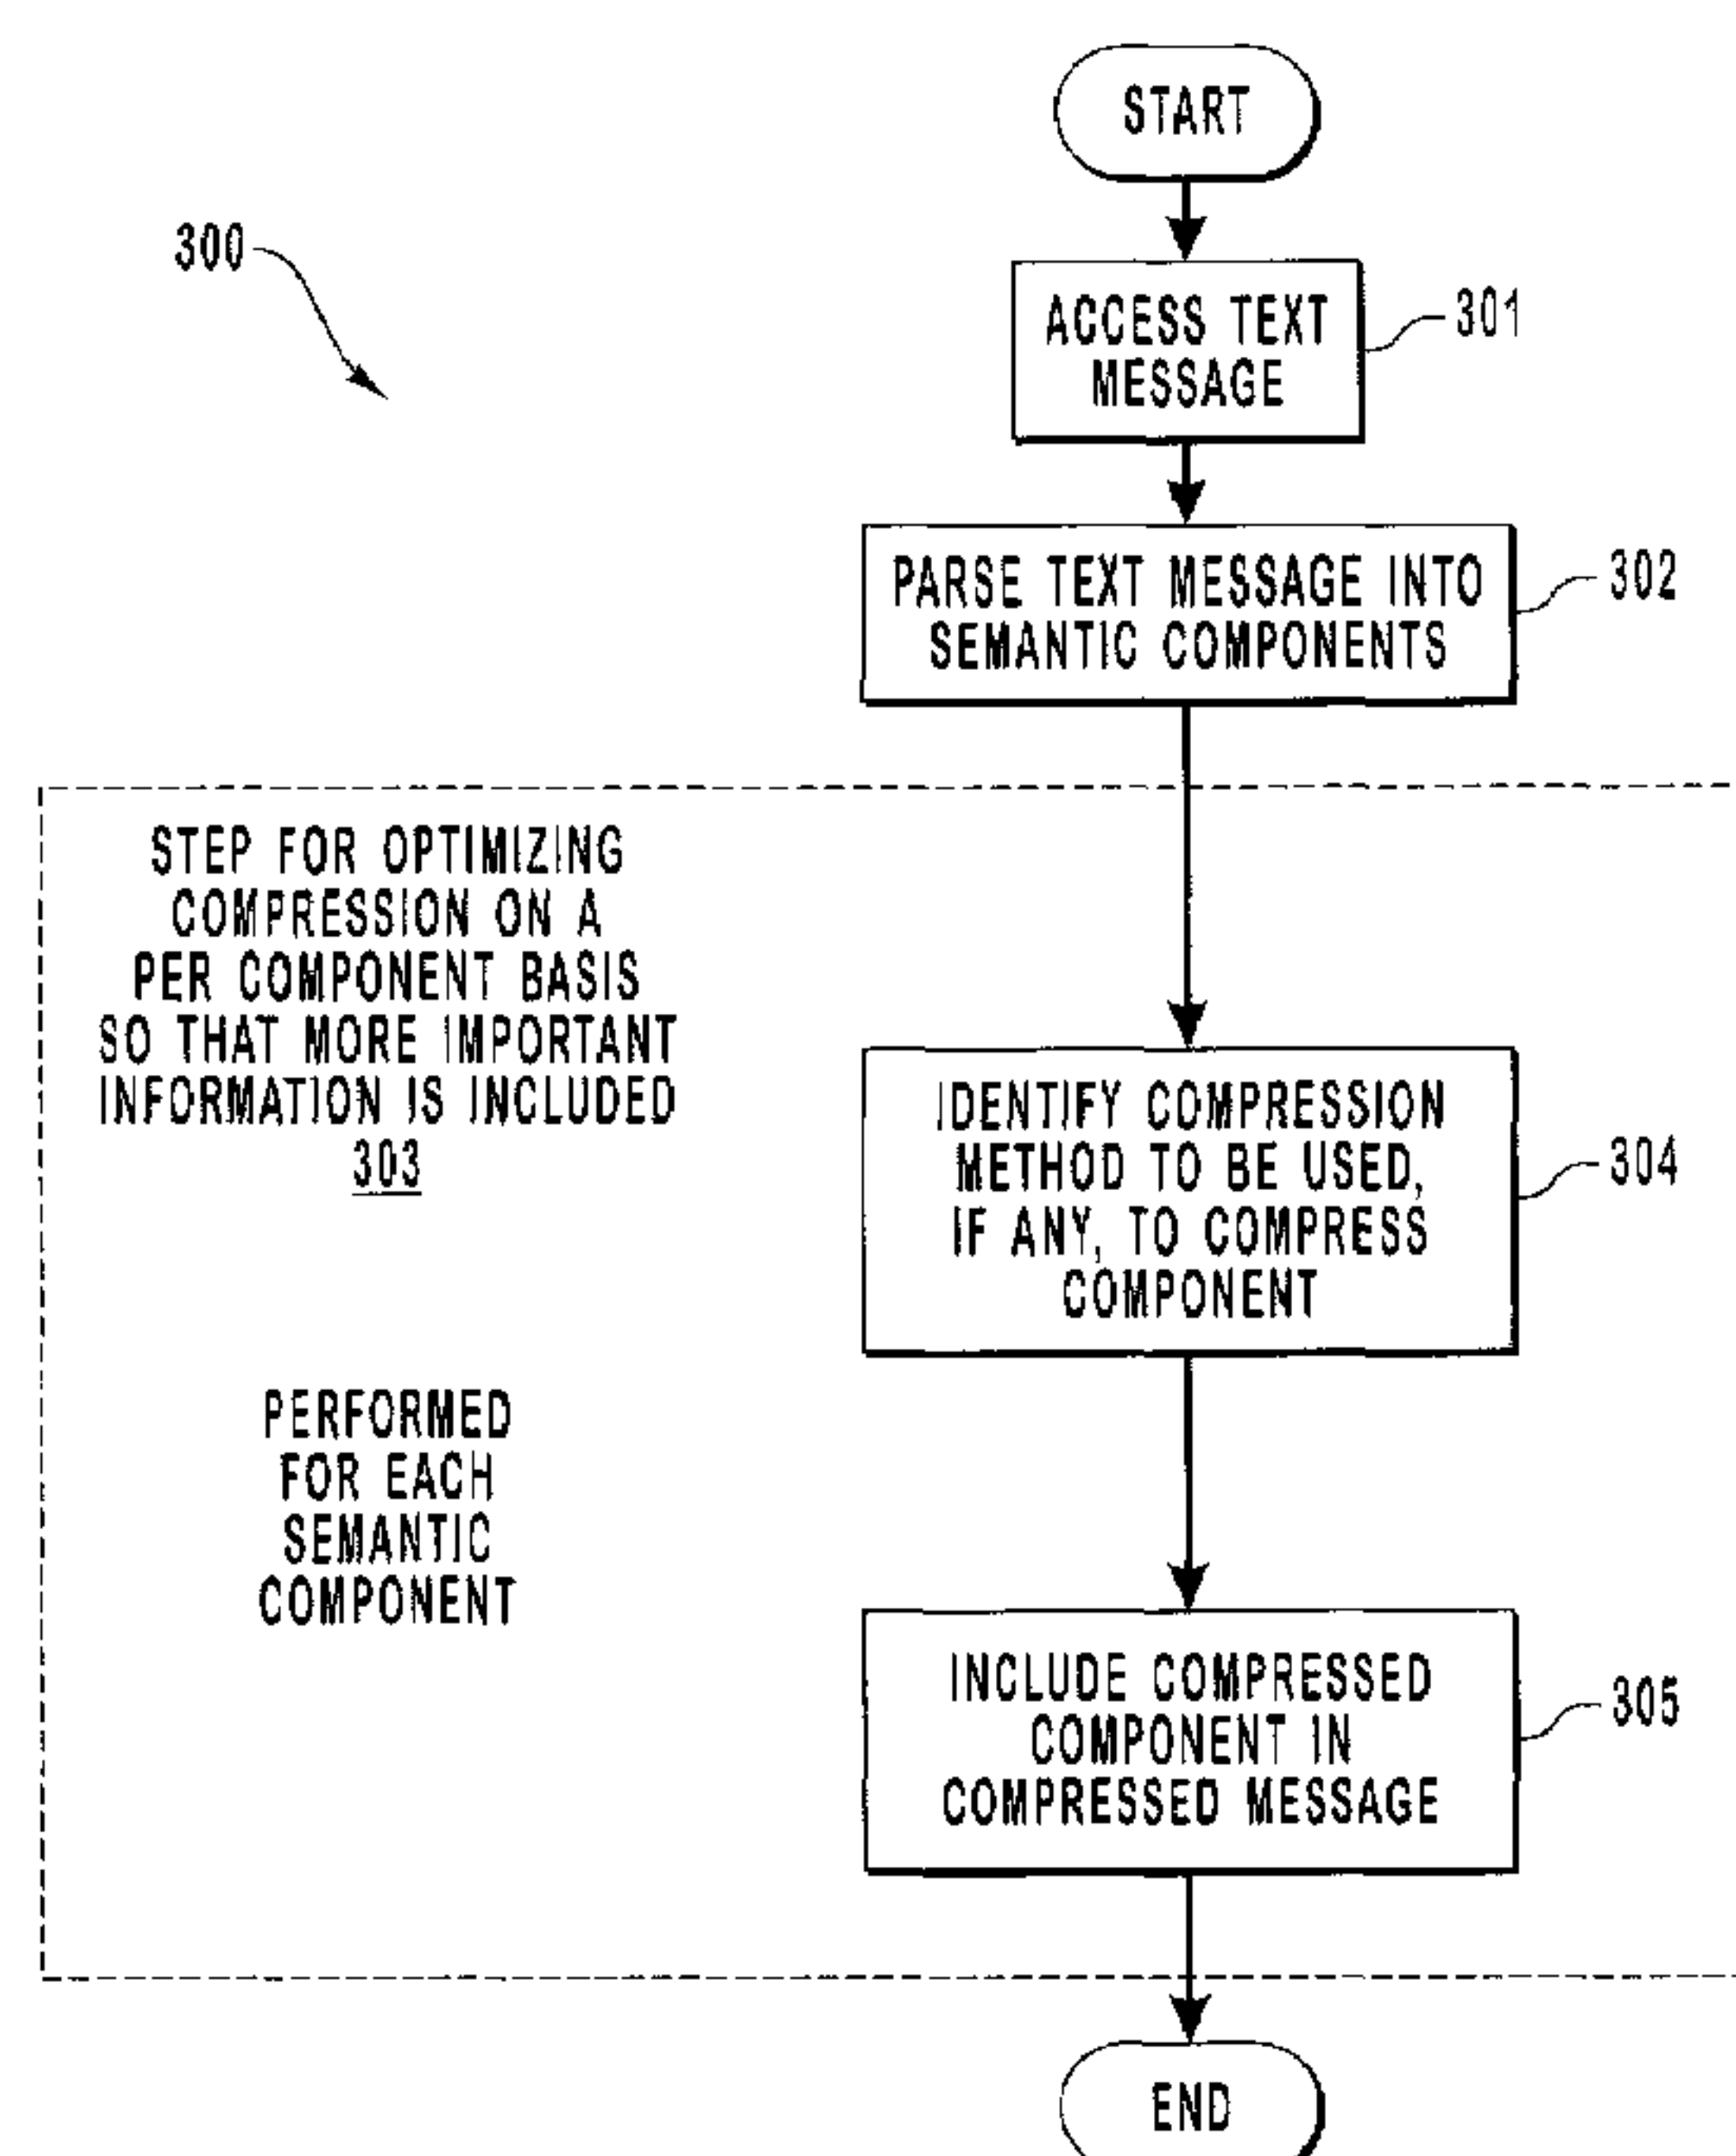 START
300
ACCESS TEXT
MESSAGE
301
PARSE TEXT MESSAGE INTO
SEMANTIC COMPONENTS
302
STEP FOR OPTIMIZING
COMPRESSION ON A
PER COMPONENT BASIS
SO THAT MORE IMPORTANT
INFORMATION IS INCLUDED
303
IDENTIFY COMPRESSION
METHOD TO BE USED,
IF ANY, TO COMPRESS
COMPONENT
304
PERFORMED
FOR EACH
SEMANTIC
COMPONENT
INCLUDE COMPRESSED
COMPONENT IN
COMPRESSED MESSAGE
305
END